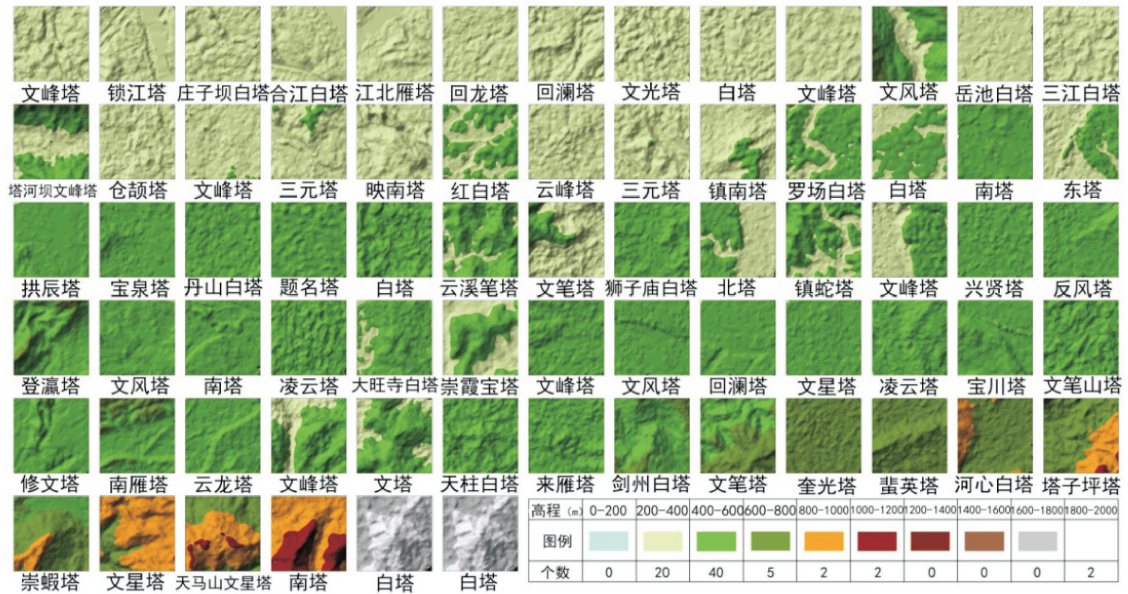 文峰塔 锁江塔 庄子坝白塔 合江白塔 江北雁塔 回龙塔 回澜塔 文光塔 白塔 文峰塔 文风塔 岳池白塔 三江白塔
塔河坝文峰塔 仓颉塔 文峰塔 三元塔 映南塔 红白塔 云峰塔 三元塔 镇南塔 罗场白塔 白塔 南塔 东塔
拱辰塔 宝泉塔 丹山白塔 题名塔 白塔 云溪笔塔 文笔塔 狮子庙白塔 北塔 镇蛇塔 文峰塔 兴贤塔 反风塔
登瀛塔 文风塔 南塔 凌云塔 大旺寺白塔 崇霞宝塔 文峰塔 文风塔 回澜塔 文星塔 凌云塔 宝川塔 文笔山塔
修文塔 南雁塔 云龙塔 文峰塔 文塔 天柱白塔 来雁塔 剑州白塔 文笔塔 奎光塔 蜚英塔 河心白塔 塔子坪塔
崇蝦塔 文星塔 天马山文星塔 南塔 白塔 白塔
高程（m） 0-200 200-400 400-600 600-800 800-1000 1000-1200 1200-1400 1400-1600 1600-1800 1800-2000
图例
个数 0 20 40 5 2 2 0 0 0 2